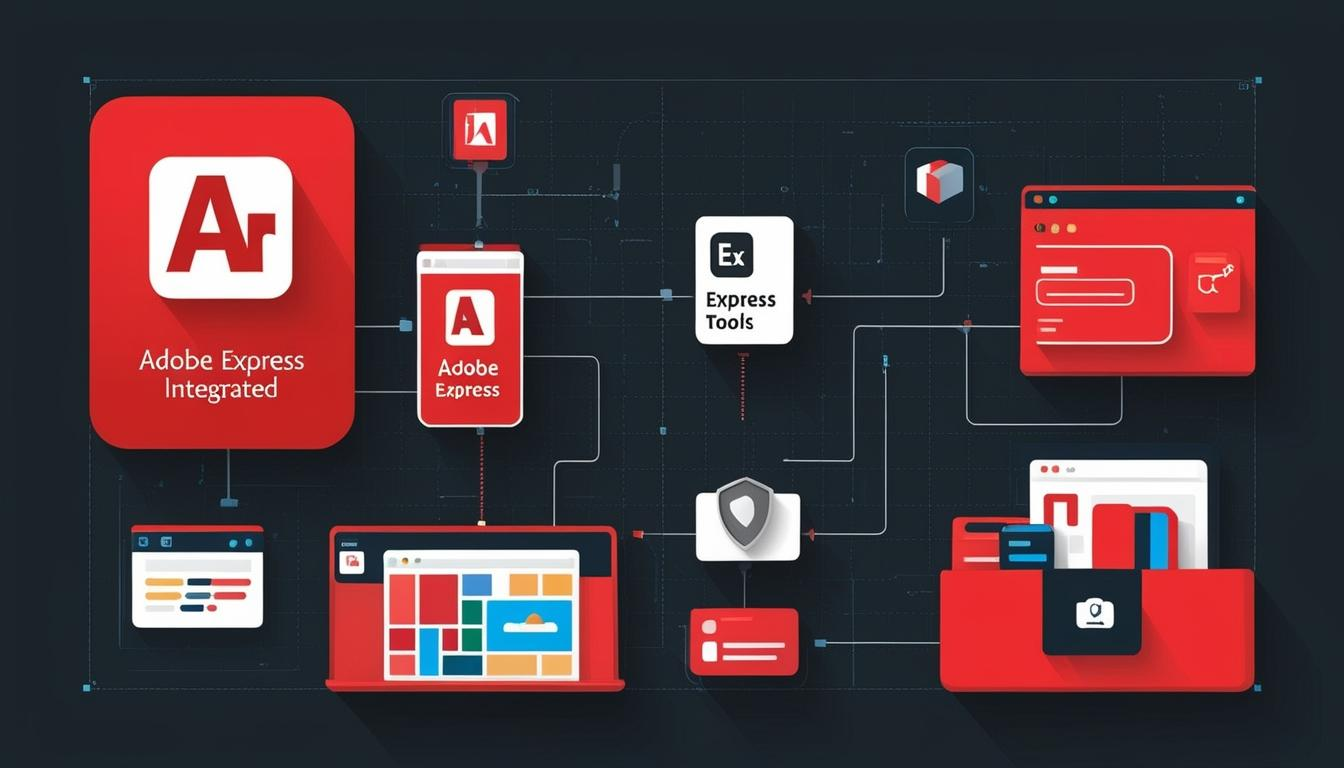 Ar
Adobe Express
Integrated
A
Adobe
Express
Ex
Express
Tools